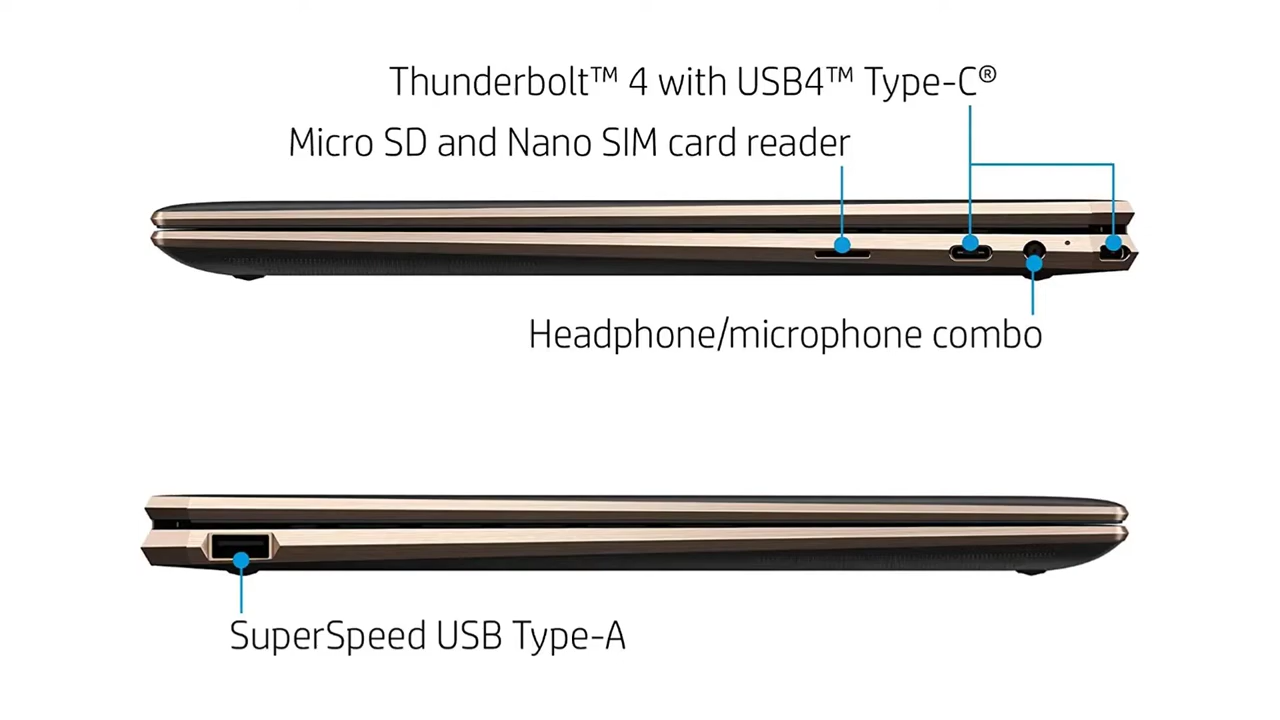 Thunderbolt™ 4 with USB4™ Type-C®
Micro SD and Nano SIM card reader
Headphone/microphone combo
SuperSpeed USB Type-A